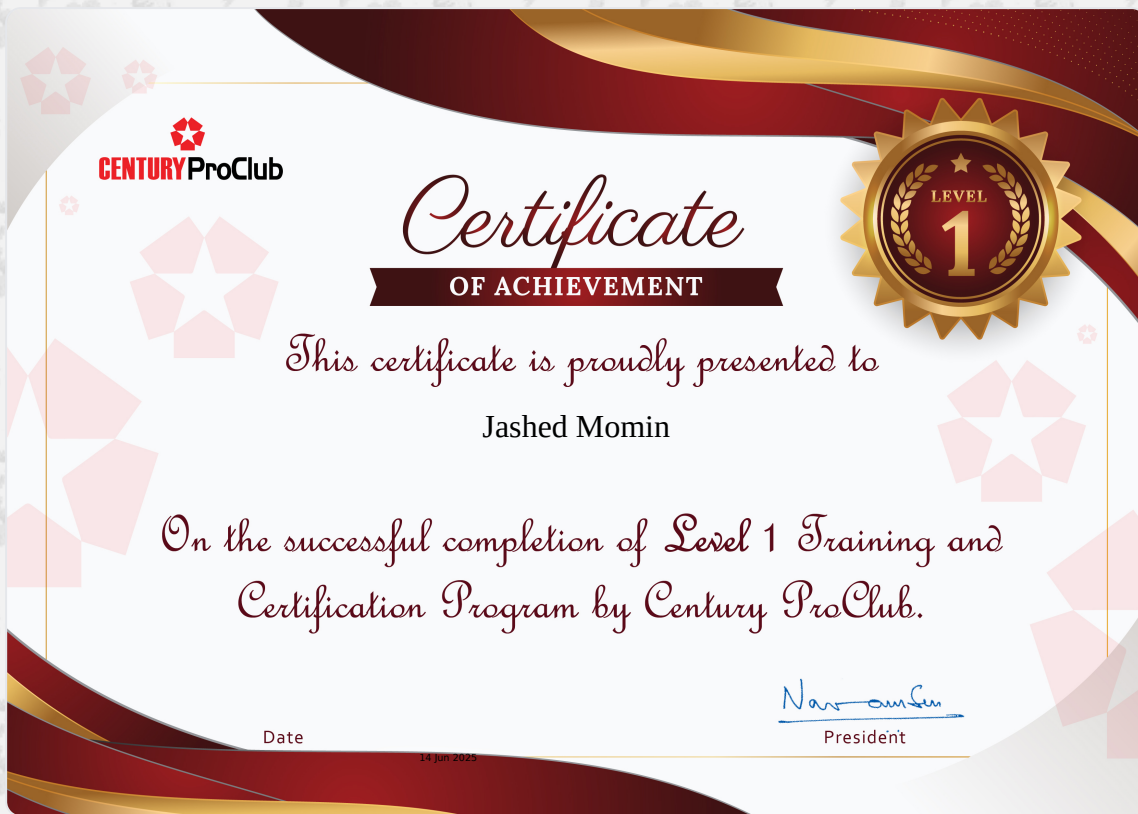 CENTURY ProClub
Certificate
OF ACHIEVEMENT
LEVEL
1
This certificate is proudly presented to
Jashed Momin
On the successful completion of Level 1 Training and
Certification Program by Century ProClub.
Date
14 Jun 2025
President